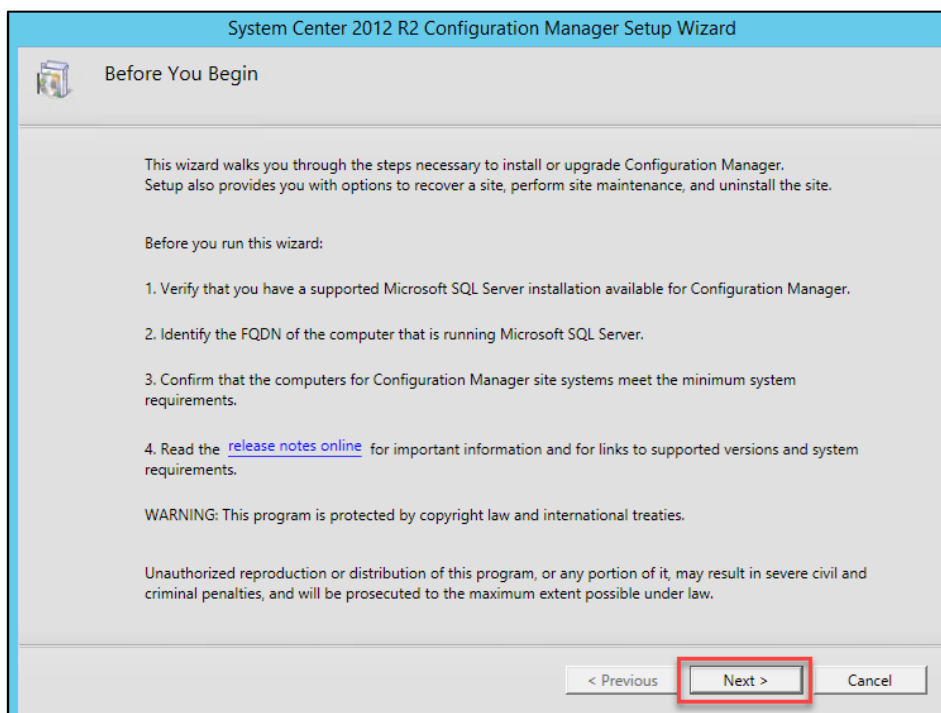 System Center 2012 R2 Configuration Manager Setup Wizard
Before You Begin
This wizard walks you through the steps necessary to install or upgrade Configuration Manager.
Setup also provides you with options to recover a site, perform site maintenance, and uninstall the site.
Before you run this wizard:
1. Verify that you have a supported Microsoft SQL Server installation available for Configuration Manager.
2. Identify the FQDN of the computer that is running Microsoft SQL Server.
3. Confirm that the computers for Configuration Manager site systems meet the minimum system
requirements.
4. Read the release notes online for important information and for links to supported versions and system
requirements.
WARNING: This program is protected by copyright law and international treaties.
Unauthorized reproduction or distribution of this program, or any portion of it, may result in severe civil and
criminal penalties, and will be prosecuted to the maximum extent possible under law.
< Previous Next > Cancel